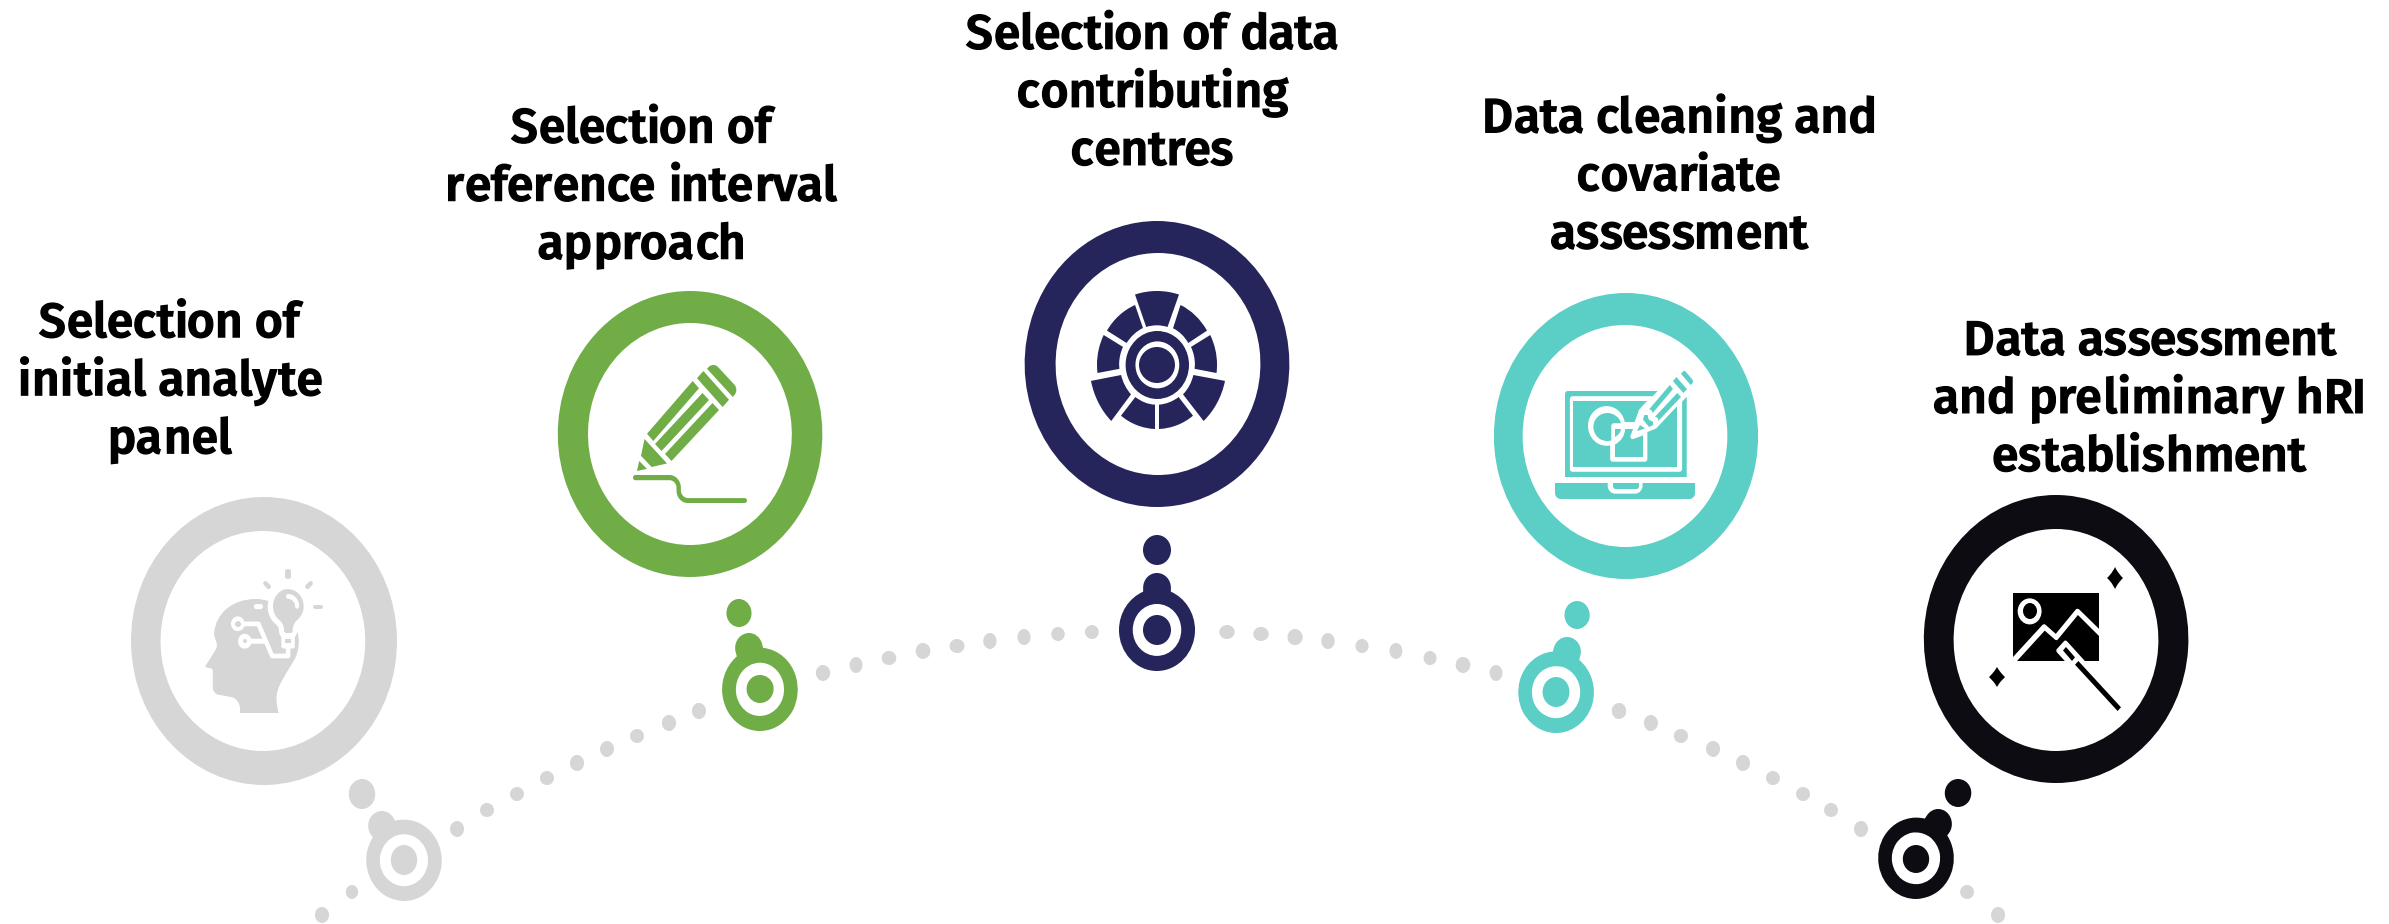 Selection of
initial analyte
panel
Selection of
reference interval
approach
Selection of data
contributing
centres
Data cleaning and
covariate
assessment
Data assessment
and preliminary hRI
establishment